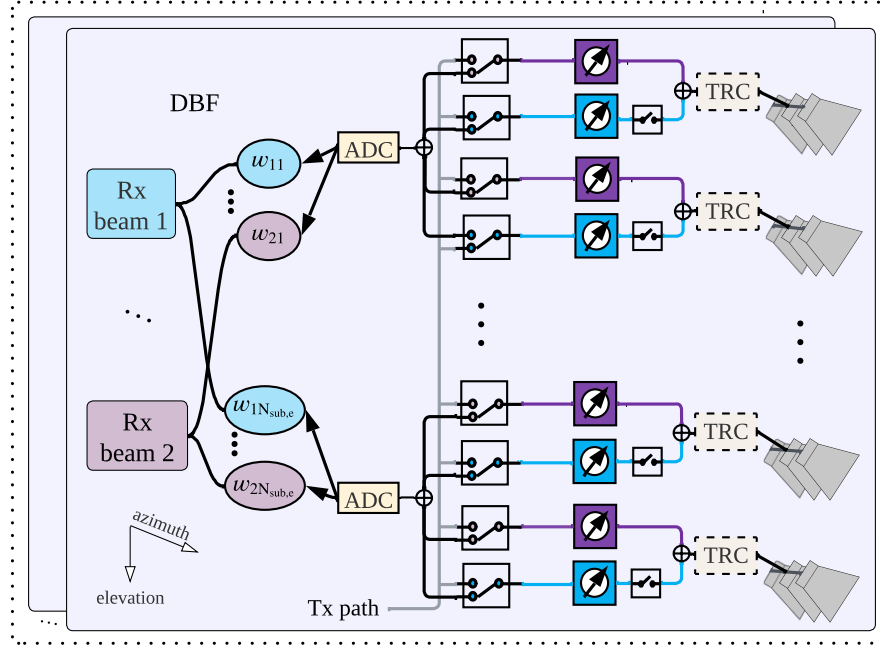 DBF
ADC
TRC
w11
Rx
beam 1
w21
TRC
Rx
beam 2
w1Nsub,e
TRC
w2Nsub,e
ADC
azimuth
TRC
elevation
Tx path